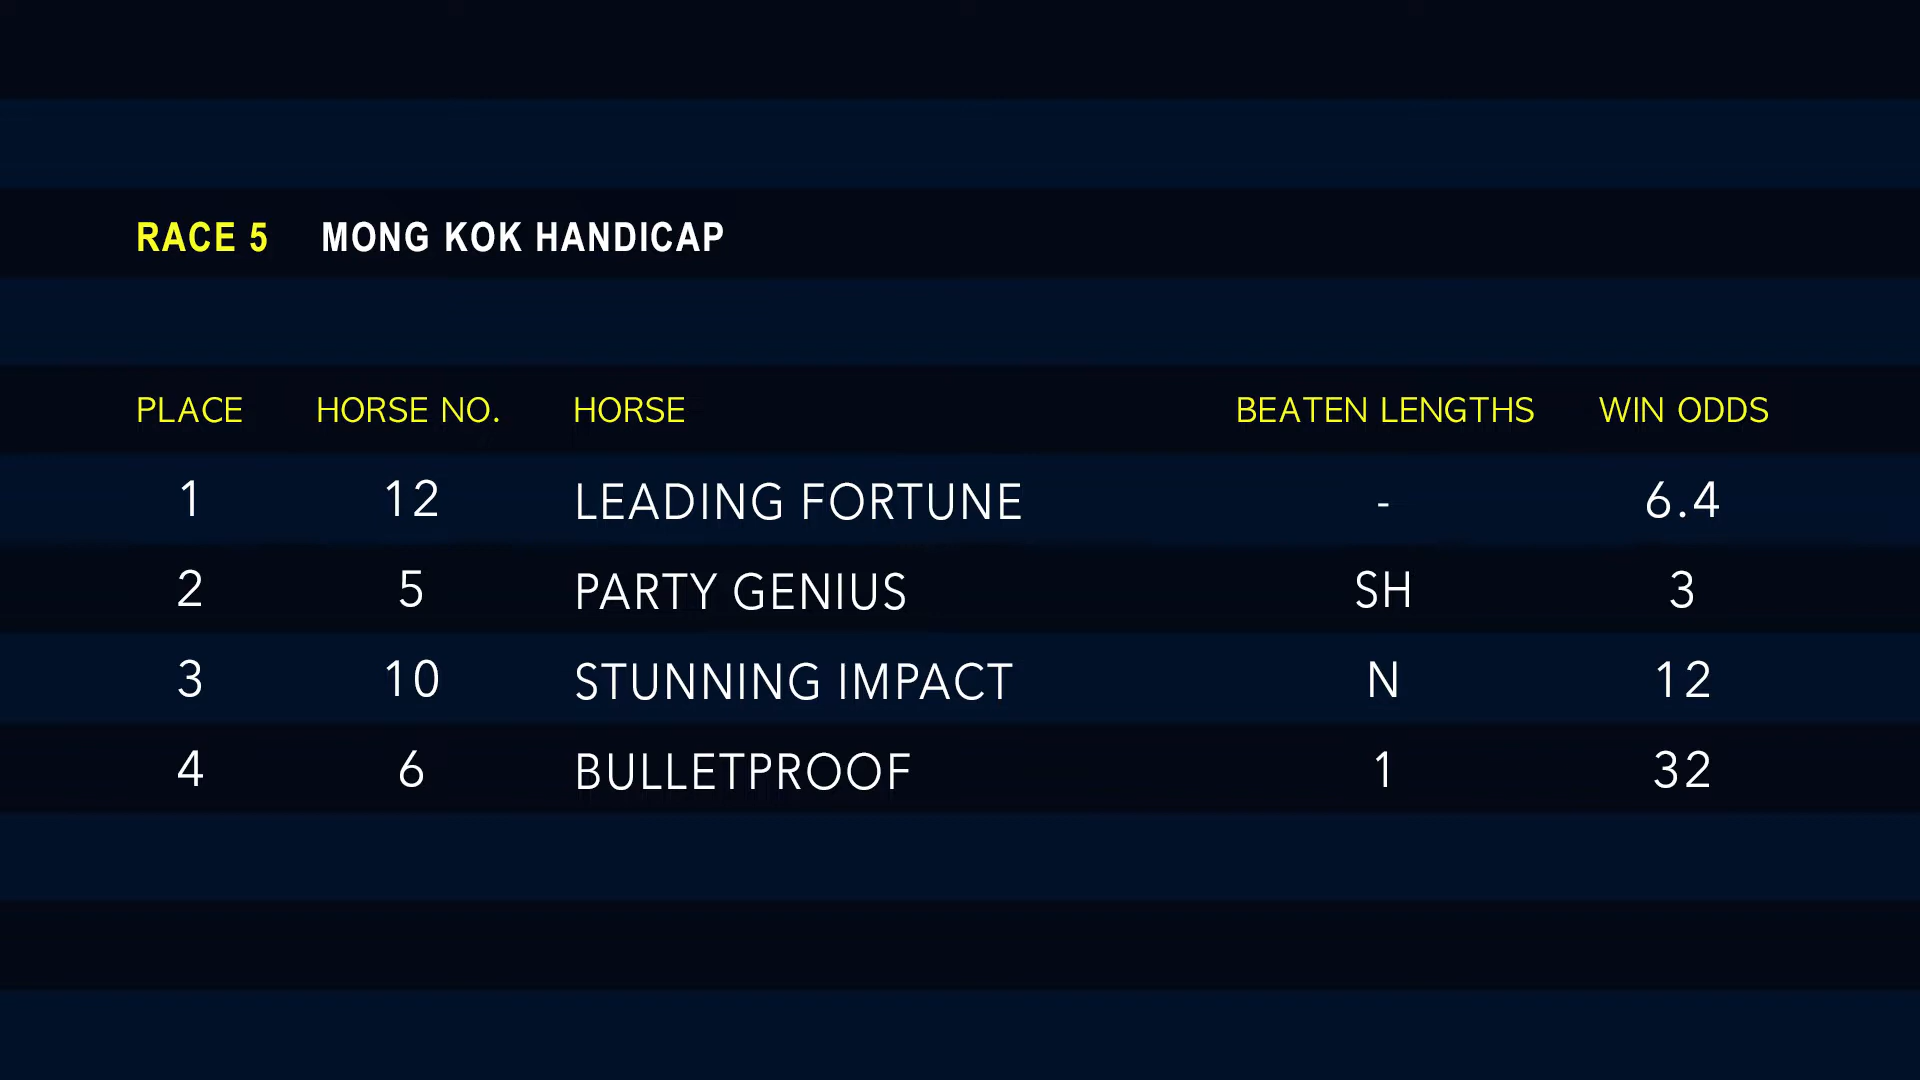 RACE 5 MONG KOK HANDICAP
PLACE HORSE NO. HORSE BEATEN LENGTHS WIN ODDS
1 12 LEADING FORTUNE - 6.4
2 5 PARTY GENIUS SH 3
3 10 STUNNING IMPACT N 12
4 6 BULLETPROOF 1 32